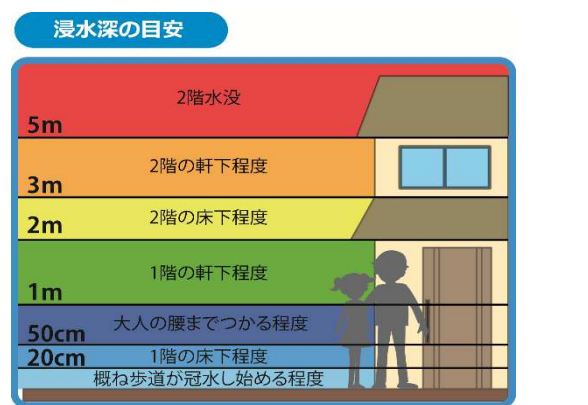 浸水深の目安
2階水没
5m
2階の軒下程度
3m
2階の床下程度
2m
1階の軒下程度
1m
大人の腰までつかる程度
50cm
1階の床下程度
20cm
概ね歩道が冠水し始める程度